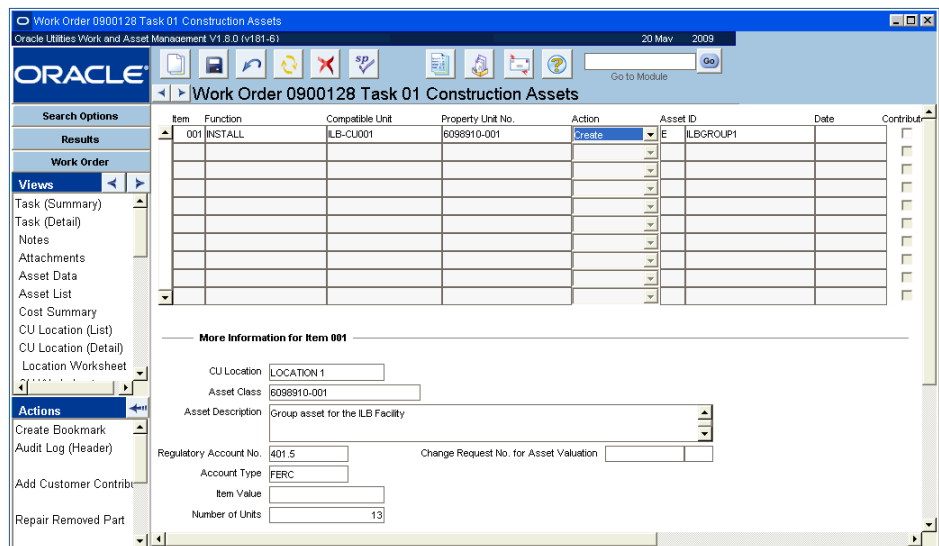 Work Order 0900128 Task 01 Construction Assets
Oracle Utilities Work and Asset Management V1.8.0 (v181-6) 20 May 2009
ORACLE
sp
Go
Go to Module
Work Order 0900128 Task 01 Construction Assets
Search Options
Results
Work Order
Views
Task (Summary)
Task (Detail)
Notes
Attachments
Asset Data
Asset List
Cost Summary
CU Location (List)
CU Location (Detail)
Location Worksheet
Actions
Create Bookmark
Audit Log (Header)
Add Customer Contribu
Repair Removed Part
Item Function Compatible Unit Property Unit No. Action Asset ID Date Contribut
001 INSTALL ILB-CU001 6098910-001 Create E ILBGROUP1
More Information for Item 001
CU Location LOCATION 1
Asset Class 6098910-001
Asset Description Group asset for the ILB Facility
Regulatory Account No. 401.5 Change Request No. for Asset Valuation
Account Type FERC
Item Value
Number of Units 13